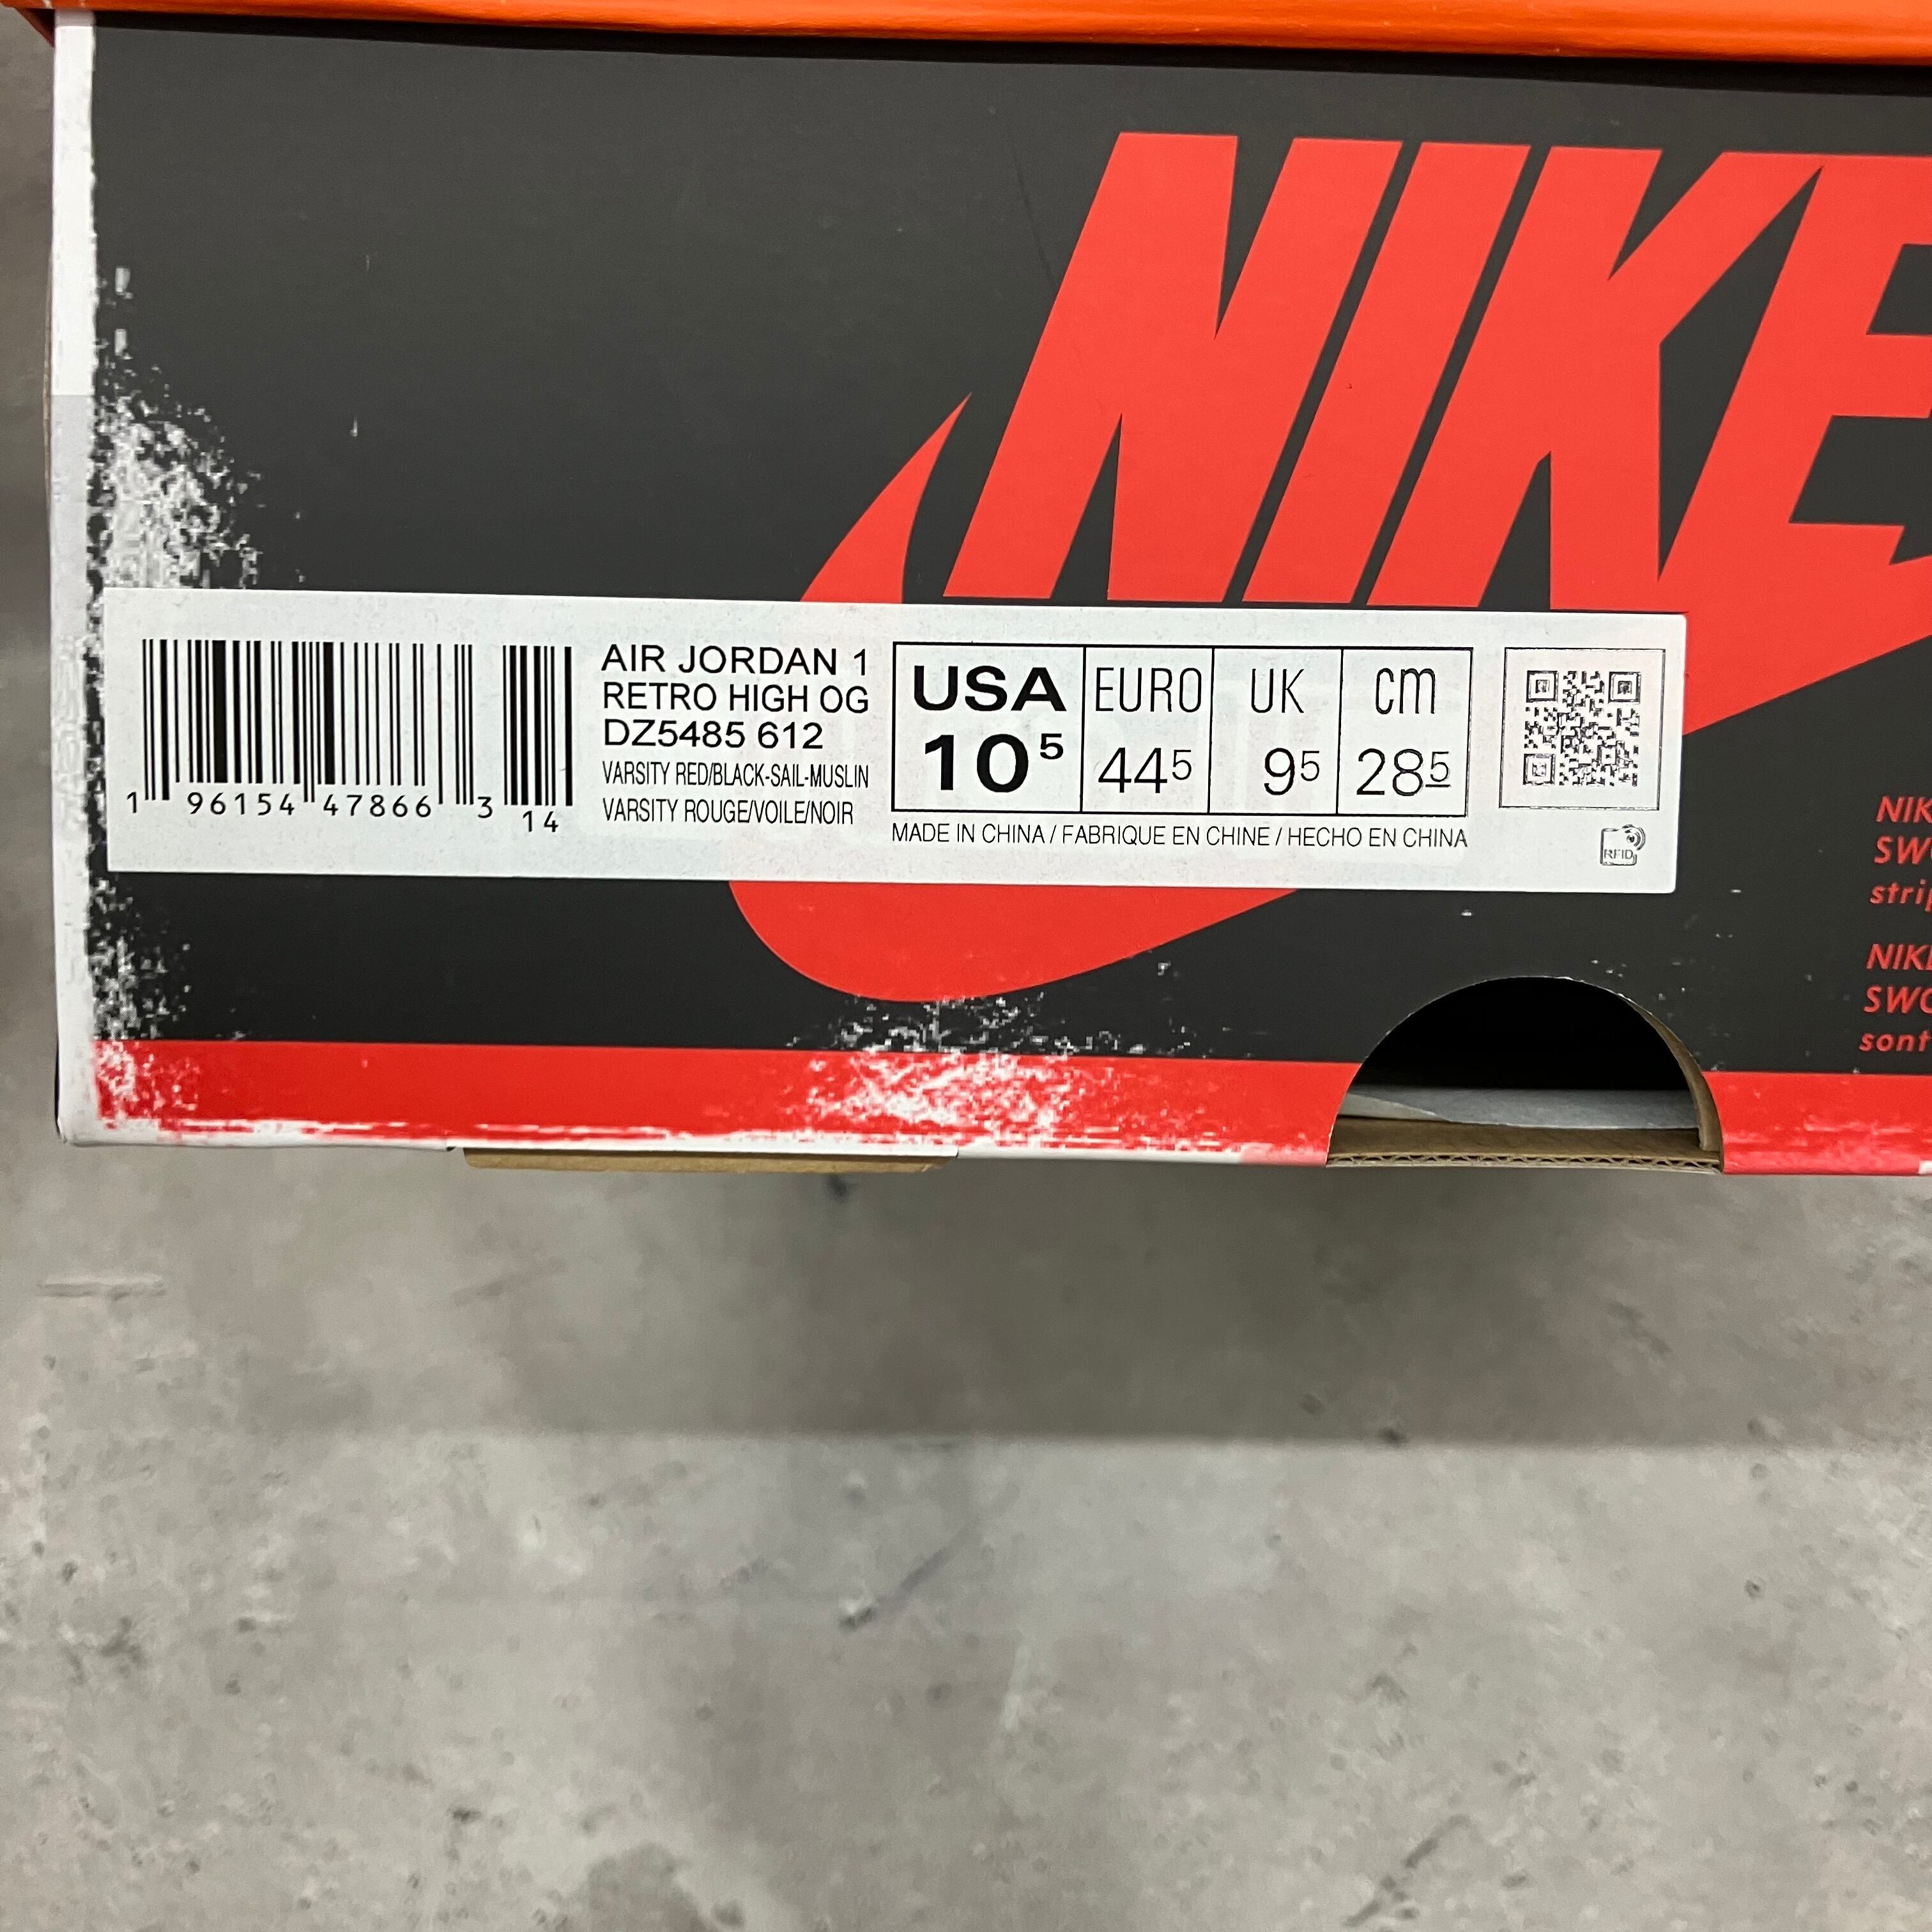 NIKE
AIR JORDAN 1
RETRO HIGH OG
DZ5485 612
VARSITY RED/BLACK-SAIL-MUSLIN
VARSITY ROUGE/VOILE/NOIR
1 96154 47866 3 14
USA EURO UK cm
10⁵ 44⁵ 9⁵ 28⁵
MADE IN CHINA / FABRIQUE EN CHINE / HECHO EN CHINA
RFID
sont